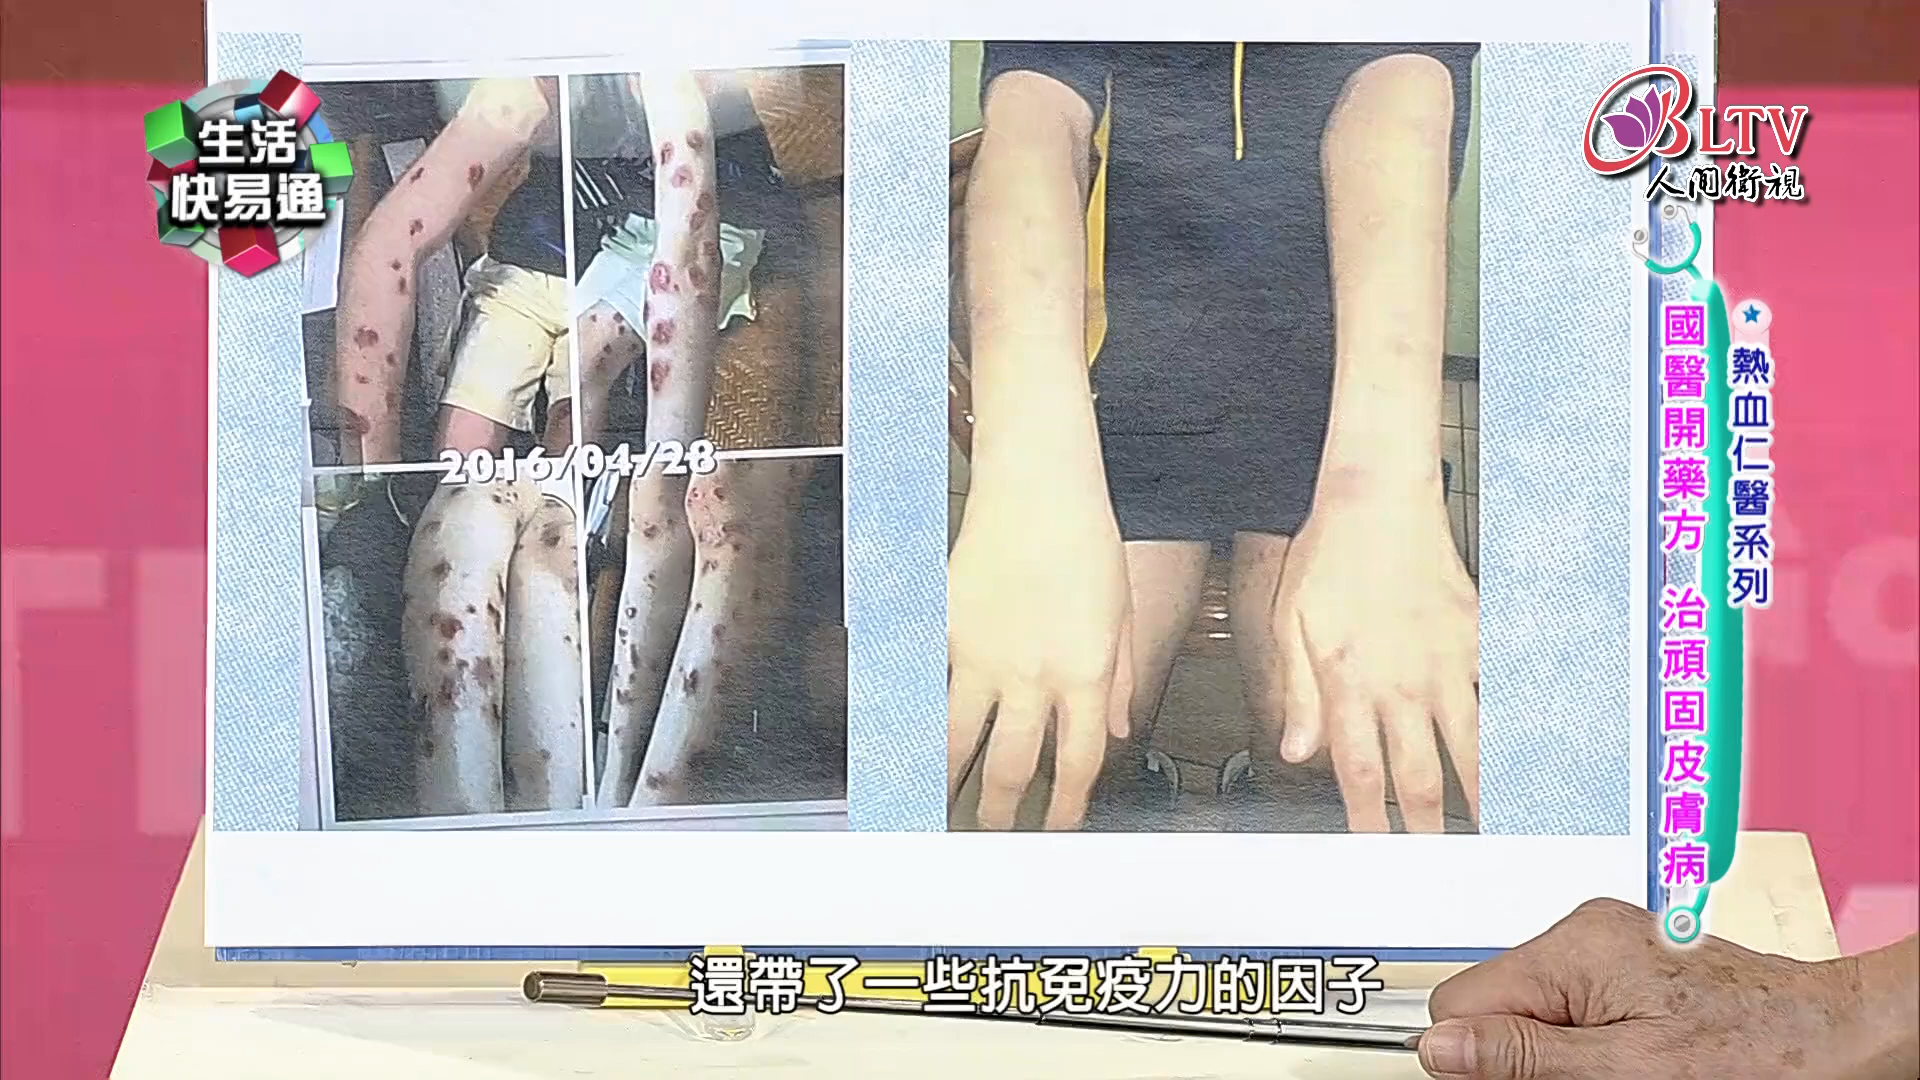 生活
快易通
BLTV
人間衛視
熱血仁醫系列
國醫開藥方 治頑固皮膚病
2016/04/28
還帶了一些抗免疫力的因子